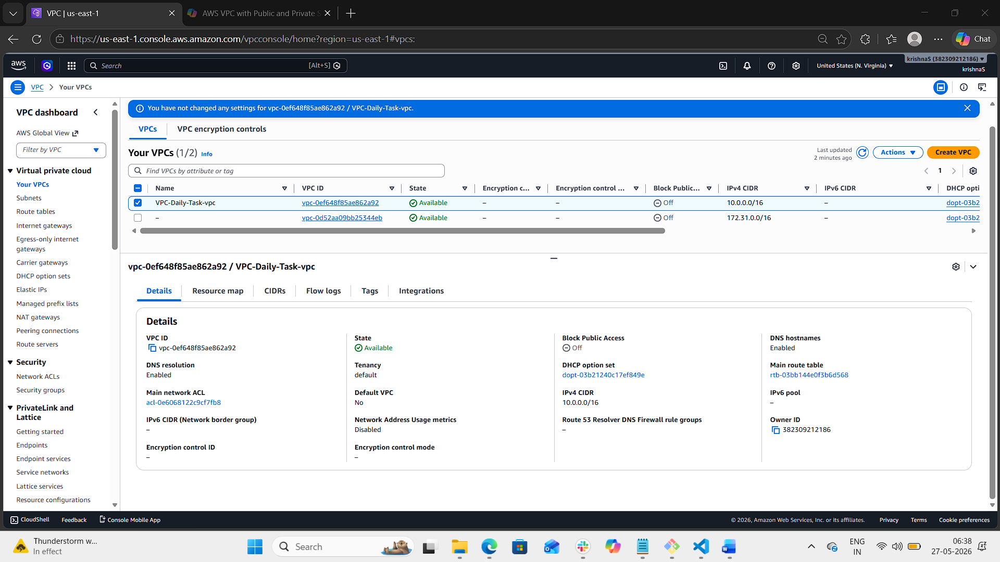 VPC | us-east-1
AWS VPC with Public and Private S
https://us-east-1.console.aws.amazon.com/vpcconsole/home?region=us-east-1#vpcs:
Chat
aws
Search
[Alt+S]
United States (N. Virginia)
krishnaS (382309212186)
krishnaS
VPC
Your VPCs
VPC dashboard
AWS Global View
Filter by VPC
Virtual private cloud
Your VPCs
Subnets
Route tables
Internet gateways
Egress-only internet
gateways
Carrier gateways
DHCP option sets
Elastic IPs
Managed prefix lists
NAT gateways
Peering connections
Route servers
Security
Network ACLs
Security groups
PrivateLink and
Lattice
Getting started
Endpoints
Endpoint services
Service networks
Lattice services
Resource configurations
You have not changed any settings for vpc-0ef648f85ae862a92 / VPC-Daily-Task-vpc.
VPCs
VPC encryption controls
Your VPCs (1/2) Info
Last updated
2 minutes ago
Actions
Create VPC
Find VPCs by attribute or tag
1
Name VPC ID State Encryption c... Encryption control ... Block Public... IPv4 CIDR IPv6 CIDR DHCP opti
VPC-Daily-Task-vpc vpc-0ef648f85ae862a92 Available – – Off 10.0.0.0/16 – dopt-03b2
– vpc-0d52aa09bb25344eb Available – – Off 172.31.0.0/16 – dopt-03b2
vpc-0ef648f85ae862a92 / VPC-Daily-Task-vpc
Details Resource map CIDRs Flow logs Tags Integrations
Details
VPC ID
vpc-0ef648f85ae862a92
State
Available
Block Public Access
Off
DNS hostnames
Enabled
DNS resolution
Enabled
Tenancy
default
DHCP option set
dopt-03b21240c17ef849e
Main route table
rtb-03bb144e0f3b6d568
Main network ACL
acl-0e6068122c9cf7fb8
Default VPC
No
IPv4 CIDR
10.0.0.0/16
IPv6 pool
–
IPv6 CIDR (Network border group)
–
Network Address Usage metrics
Disabled
Route 53 Resolver DNS Firewall rule groups
–
Owner ID
382309212186
Encryption control ID
–
Encryption control mode
–
CloudShell
Feedback
Console Mobile App
© 2026, Amazon Web Services, Inc. or its affiliates.
Privacy
Terms
Cookie preferences
Thunderstorm w...
In effect
Search
ENG
IN
06:38
27-05-2026